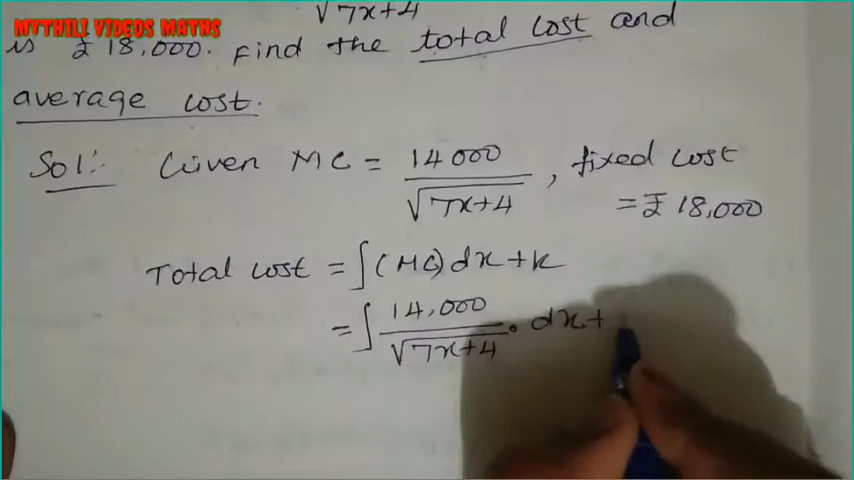 MYTHILI VIDEOS MATHS
√7x+4
is ₹ 18,000. Find the total cost and
average cost.
Sol:- Given MC = 14000/√7x+4, fixed cost
= ₹ 18,000
Total cost = ∫(MC)dx+k
= ∫ 14,000/√7x+4 . dx+